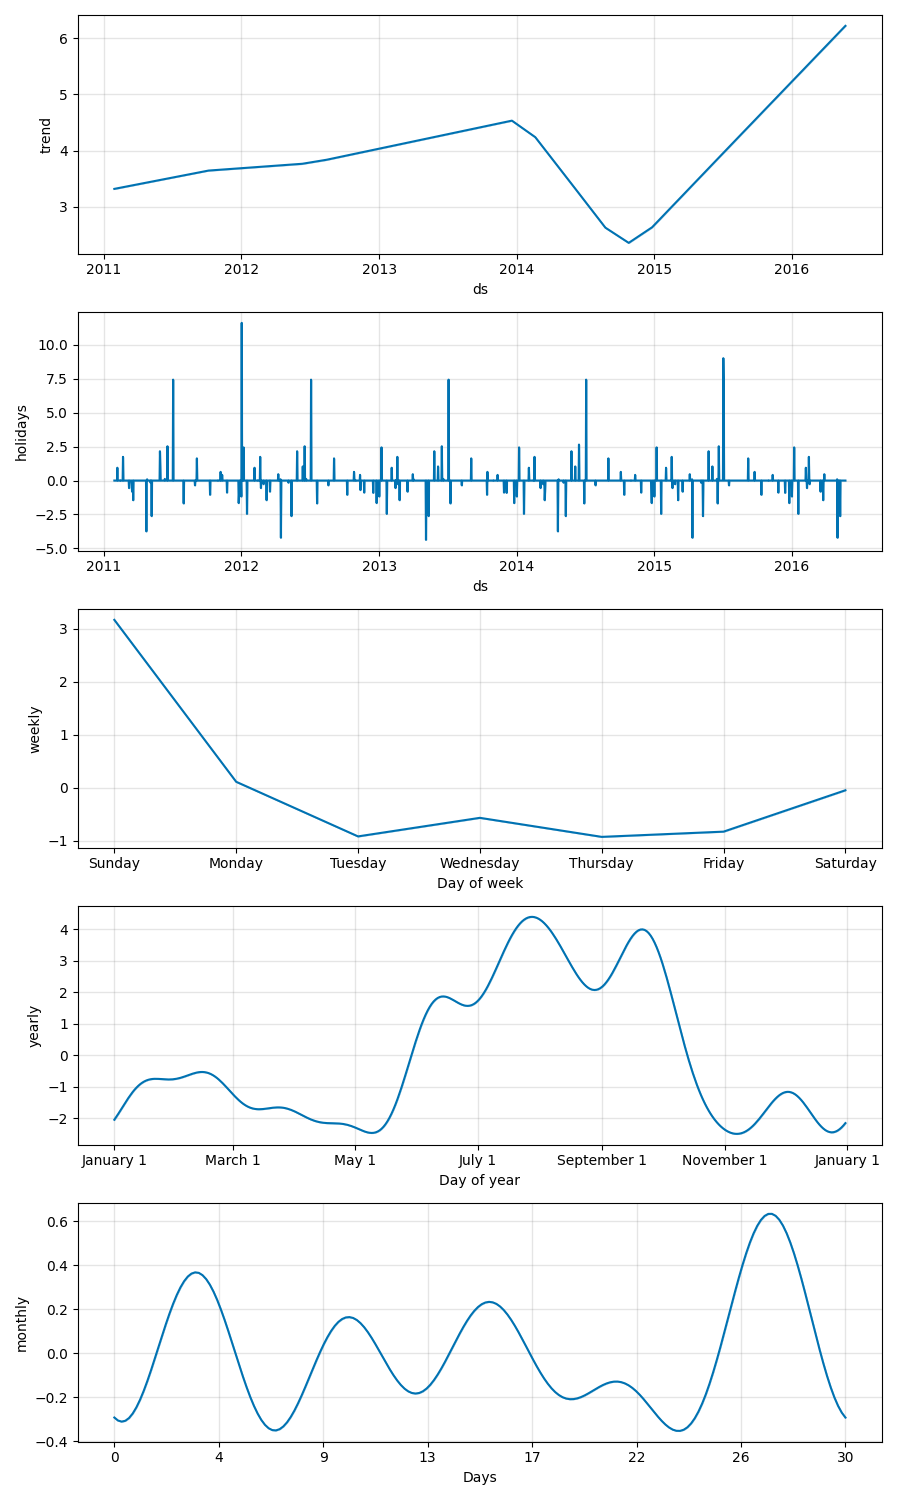 6
5
4
3
trend
2011 2012 2013 2014 2015 2016
ds
10.0
7.5
5.0
2.5
0.0
−2.5
−5.0
holidays
2011 2012 2013 2014 2015 2016
ds
3
2
1
0
−1
weekly
Sunday Monday Tuesday Wednesday Thursday Friday Saturday
Day of week
4
3
2
1
0
−1
−2
yearly
January 1 March 1 May 1 July 1 September 1 November 1 January 1
Day of year
0.6
0.4
0.2
0.0
−0.2
−0.4
monthly
0 4 9 13 17 22 26 30
Days